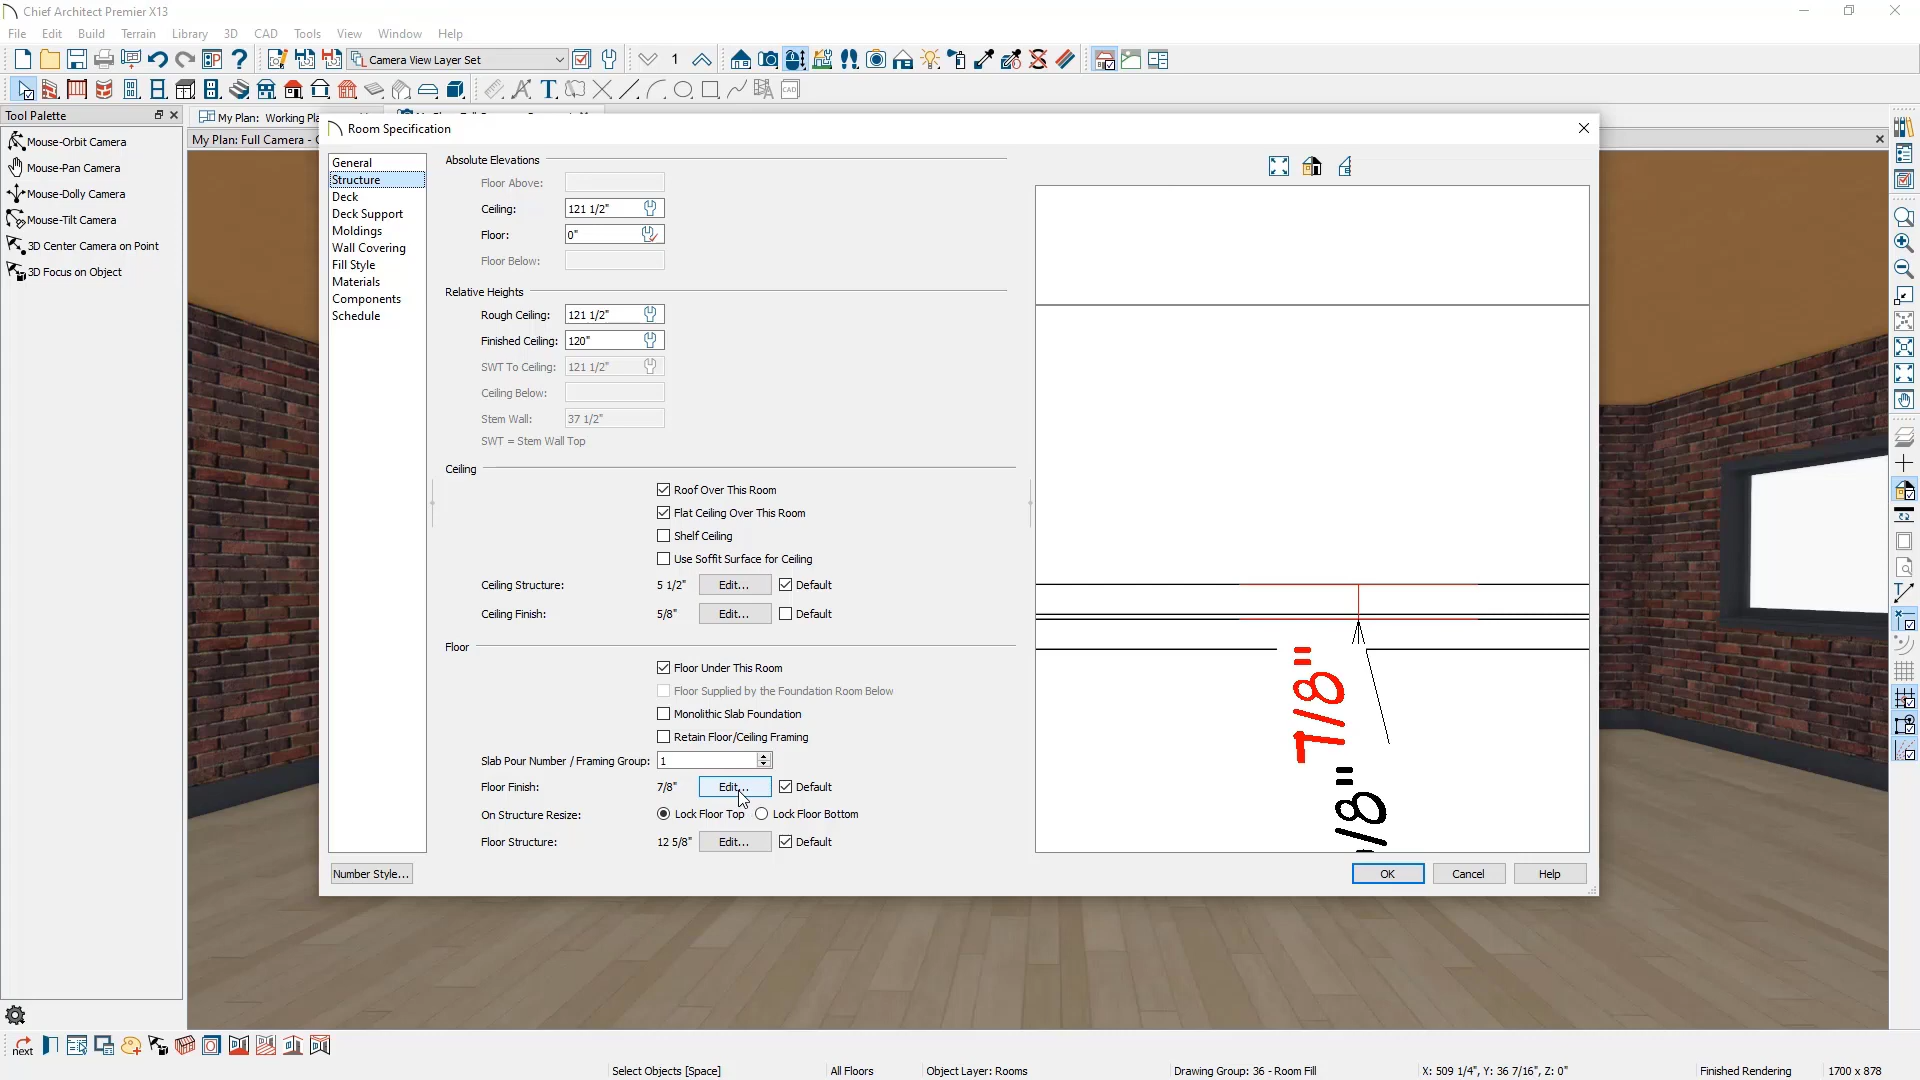 Chief Architect Premier X13
File Edit Build Terrain Library 3D CAD Tools View Window Help
Camera View Layer Set
1
CAD
Tool Palette
My Plan: Working Pla
My Plan: Full Camera -
Mouse-Orbit Camera
Mouse-Pan Camera
Mouse-Dolly Camera
Mouse-Tilt Camera
3D Center Camera on Point
3D Focus on Object
Room Specification
General
Structure
Deck
Deck Support
Moldings
Wall Covering
Fill Style
Materials
Components
Schedule
Absolute Elevations
Floor Above:
Ceiling: 121 1/2"
Floor: 0"
Floor Below:
Relative Heights
Rough Ceiling: 121 1/2"
Finished Ceiling: 120"
SWT To Ceiling: 121 1/2"
Ceiling Below:
Stem Wall: 37 1/2"
SWT = Stem Wall Top
Ceiling
Roof Over This Room
Flat Ceiling Over This Room
Shelf Ceiling
Use Soffit Surface for Ceiling
Ceiling Structure: 5 1/2" Edit... Default
Ceiling Finish: 5/8" Edit... Default
Floor
Floor Under This Room
Floor Supplied by the Foundation Room Below
Monolithic Slab Foundation
Retain Floor/Ceiling Framing
Slab Pour Number / Framing Group: 1
Floor Finish: 7/8" Edit... Default
On Structure Resize: Lock Floor Top Lock Floor Bottom
Floor Structure: 12 5/8" Edit... Default
7/8"
/8"
Number Style...
OK Cancel Help
next
Select Objects [Space] All Floors Object Layer: Rooms Drawing Group: 36 - Room Fill X: 509 1/4", Y: 36 7/16", Z: 0" Finished Rendering 1700 x 878